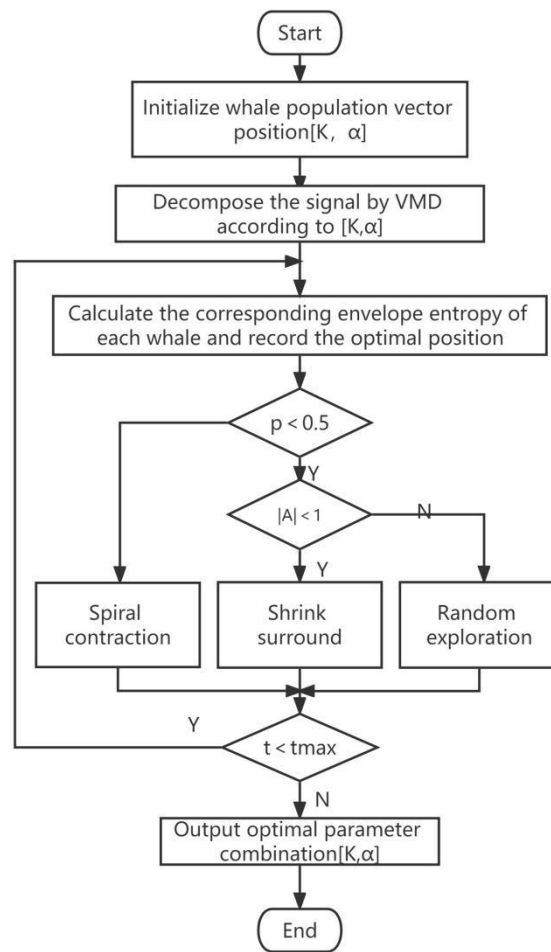 Start
Initialize whale population vector
position[K, α]
Decompose the signal by VMD
according to [K,α]
Calculate the corresponding envelope entropy of
each whale and record the optimal position
p < 0.5
Y
|A| < 1
N
Y
Spiral
contraction
Shrink
surround
Random
exploration
Y
t < tmax
N
Output optimal parameter
combination[K,α]
End